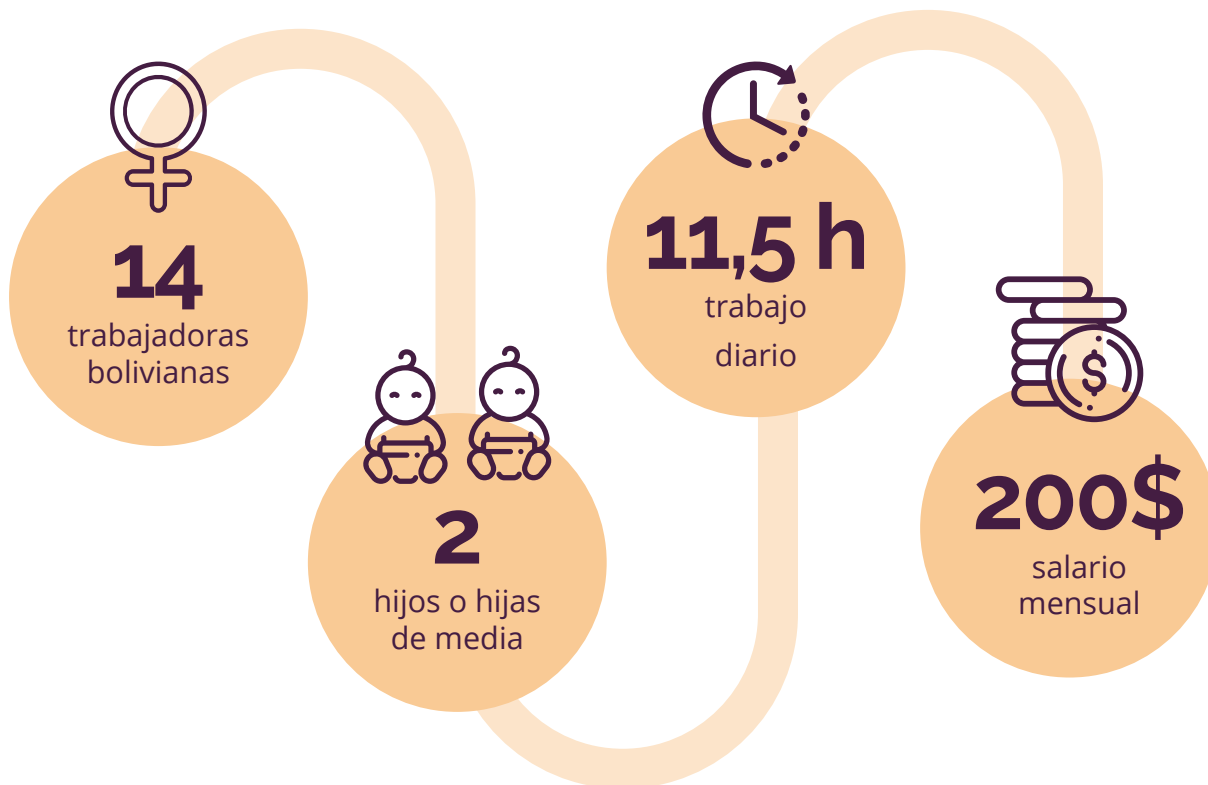 14
trabajadoras
bolivianas
2
hijos o hijas
de media
11,5 h
trabajo
diario
$
200$
salario
mensual